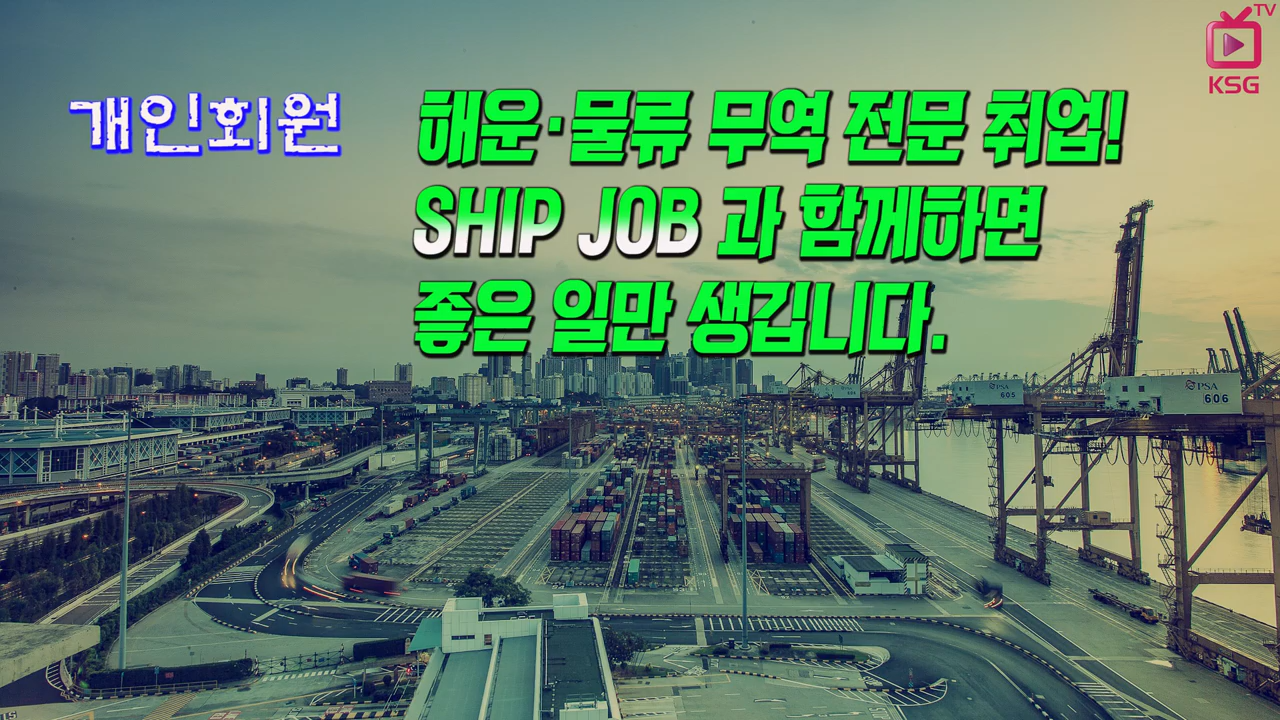 TV
KSG
개인회원
해운·물류 무역 전문 취업!
SHIP JOB 과 함께하면
좋은 일만 생깁니다.
PSA
605
PSA
606